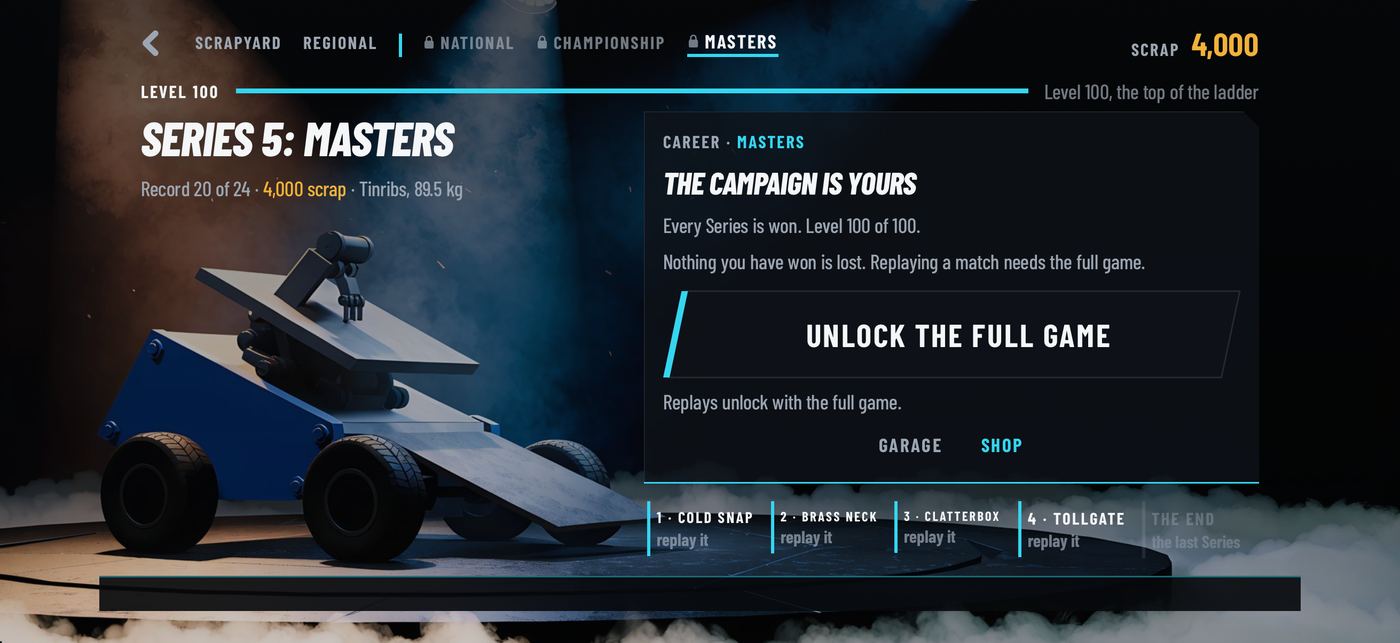 SCRAPYARD REGIONAL NATIONAL CHAMPIONSHIP MASTERS
SCRAP 4,000
LEVEL 100
Level 100, the top of the ladder
SERIES 5: MASTERS
Record 20 of 24 · 4,000 scrap · Tinribs, 89.5 kg
CAREER · MASTERS
THE CAMPAIGN IS YOURS
Every Series is won. Level 100 of 100.
Nothing you have won is lost. Replaying a match needs the full game.
UNLOCK THE FULL GAME
Replays unlock with the full game.
GARAGE SHOP
1 · COLD SNAP
replay it
2 · BRASS NECK
replay it
3 · CLATTERBOX
replay it
4 · TOLLGATE
replay it
THE END
the last Series